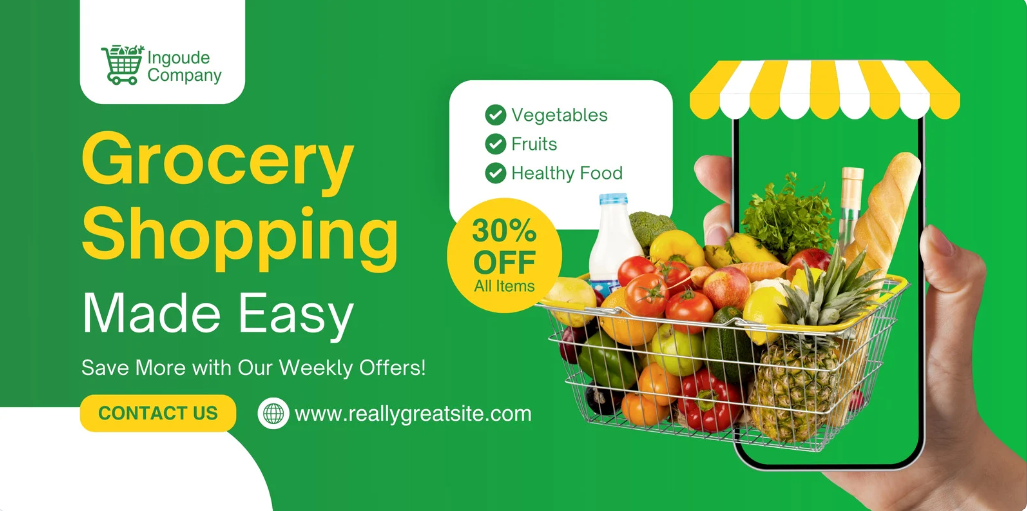 Ingoude
Company
Grocery
Shopping
Made Easy
Save More with Our Weekly Offers!
CONTACT US
www.reallygreatsite.com
Vegetables
Fruits
Healthy Food
30%
OFF
All Items